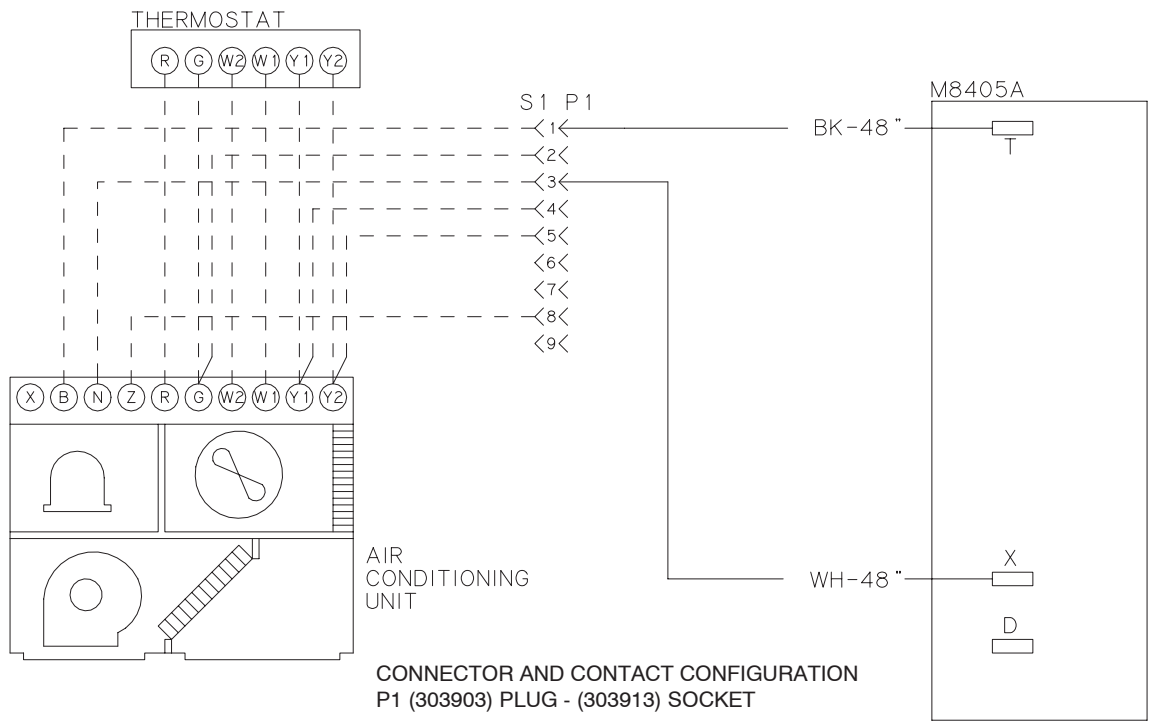 THERMOSTAT
R G W2 W1 Y1 Y2
S1 P1
M8405A
1
BK-48"
T
2
3
4
5
6
7
8
9
X B N Z R G W2 W1 Y1 Y2
AIR
CONDITIONING
UNIT
X
WH-48"
D
CONNECTOR AND CONTACT CONFIGURATION
P1 (303903) PLUG - (303913) SOCKET